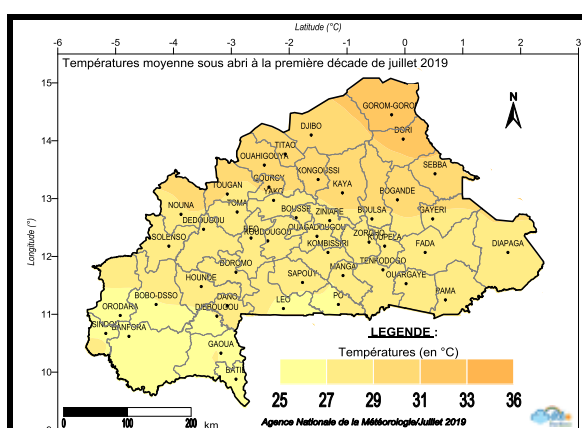 Latitude (°C)
-6 -5 -4 -3 -2 -1 0 1 2 3
Températures moyenne sous abri à la première décade de juillet 2019
15
GOROM-GORO
N
DJIBO
DORI
14
TITAO
OUAHIGOUYA
SEBBA
KONGOUSSI
GOURCY
TOUGAN
KAYA
YAKO
BOGANDE
13
NOUNA
TOMA
BOUSSE
ZINIARE
BOULSA
GAYERI
DEDOUGOU
OUAGADOUGOU
SOLENSO
KOUDOUGOU
ZORGHO
KOUPELA
KOMBISSIRI
FADA
DIAPAGA
12
Longitude (°)
BOROMO
SAPOUY
MANGA
TENKODOGO
OUARGAYE
HOUNDE
PAMA
BOBO-DSSO
DANO
LEO
PO
ORODARA
DIEBOUGOU
11
SINDOU
BANFORA
LEGENDE :
GAOUA
Températures (en °C)
BATIE
10
25 27 29 31 33 36
0 100 200 km
Agence Nationale de la Météorologie/Juillet 2019